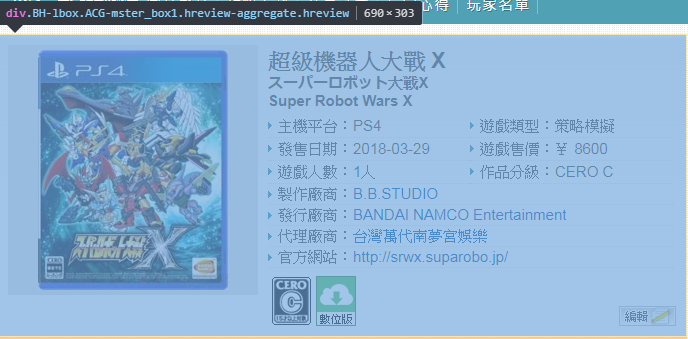 div.BH-lbox.ACG-mster_box1.hreview-aggregate.hreview | 690×303
心得 | 玩家名單
PS4
超級機器人大戰 X
スーパーロボット大戰X
Super Robot Wars X
主機平台：PS4
遊戲類型：策略模擬
發售日期：2018-03-29
遊戲售價：¥ 8600
遊戲人數：1人
作品分級：CERO C
製作廠商：B.B.STUDIO
發行廠商：BANDAI NAMCO Entertainment
代理廠商：台灣萬代南夢宮娛樂
官方網站：http://srwx.suparobo.jp/
CERO
C
數位版
編輯